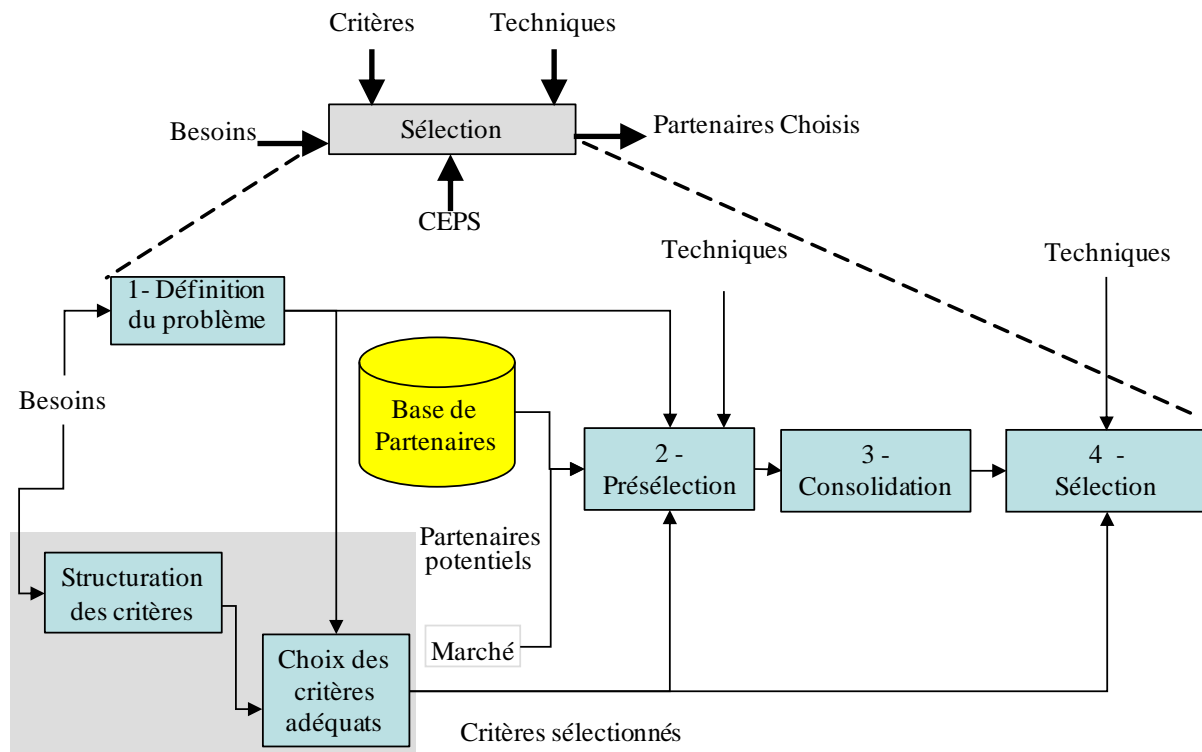 Critères
Techniques
Besoins
Sélection
Partenaires Choisis
CEPS
Techniques
Techniques
1- Définition
du problème
Besoins
Base de
Partenaires
2 -
Présélection
3 -
Consolidation
4 -
Sélection
Partenaires
potentiels
Structuration
des critères
Marché
Choix des
critères
adéquats
Critères sélectionnés